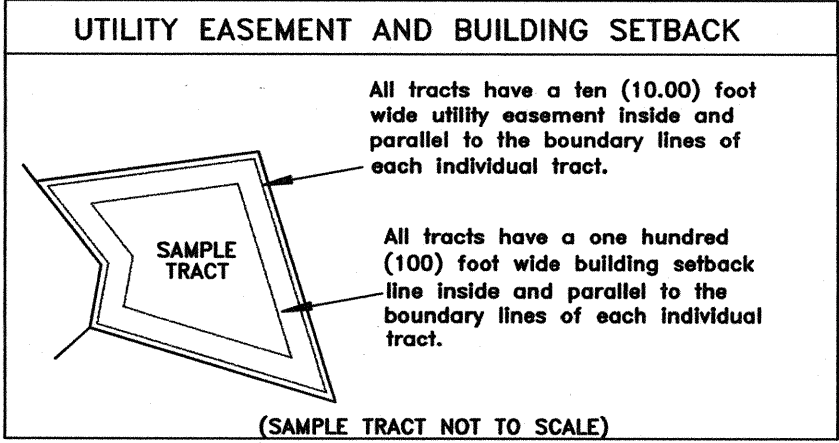 UTILITY EASEMENT AND BUILDING SETBACK
All tracts have a ten (10.00) foot
wide utility easement inside and
parallel to the boundary lines of
each individual tract.
SAMPLE
TRACT
All tracts have a one hundred
(100) foot wide building setback
line inside and parallel to the
boundary lines of each individual
tract.
(SAMPLE TRACT NOT TO SCALE)